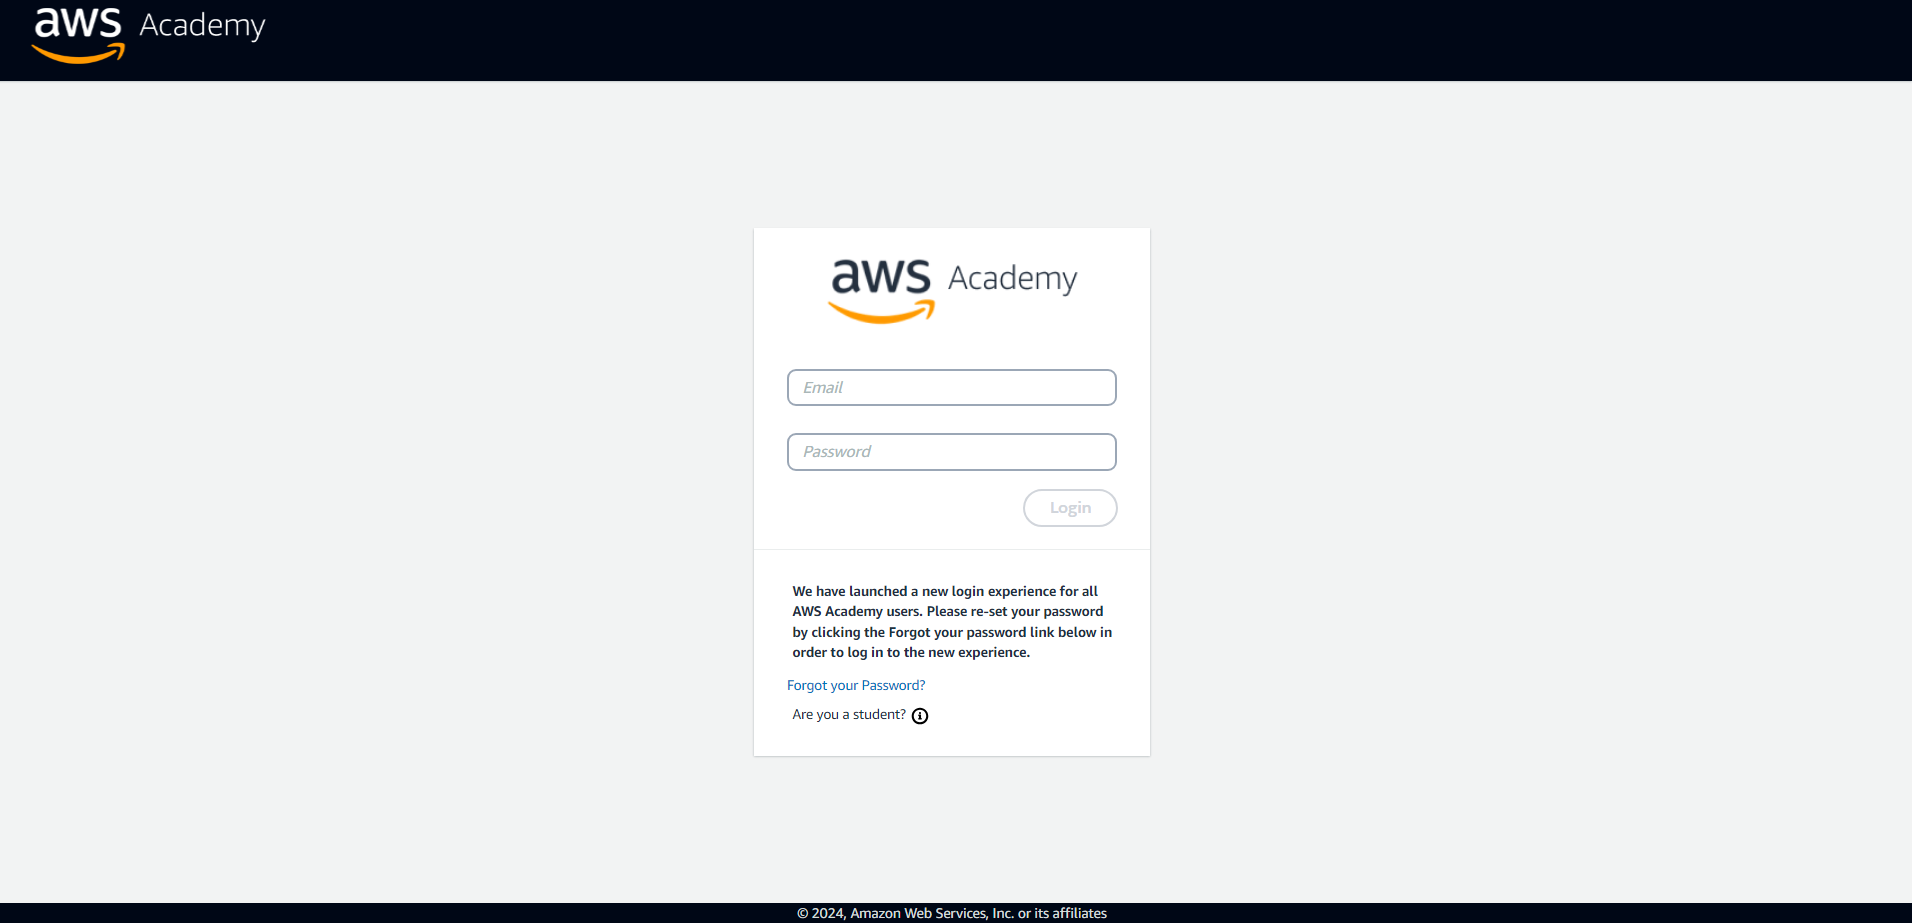 aws Academy
aws Academy
Email
Password
Login
We have launched a new login experience for all
AWS Academy users. Please re-set your password
by clicking the Forgot your password link below in
order to log in to the new experience.
Forgot your Password?
Are you a student?
© 2024, Amazon Web Services, Inc. or its affiliates